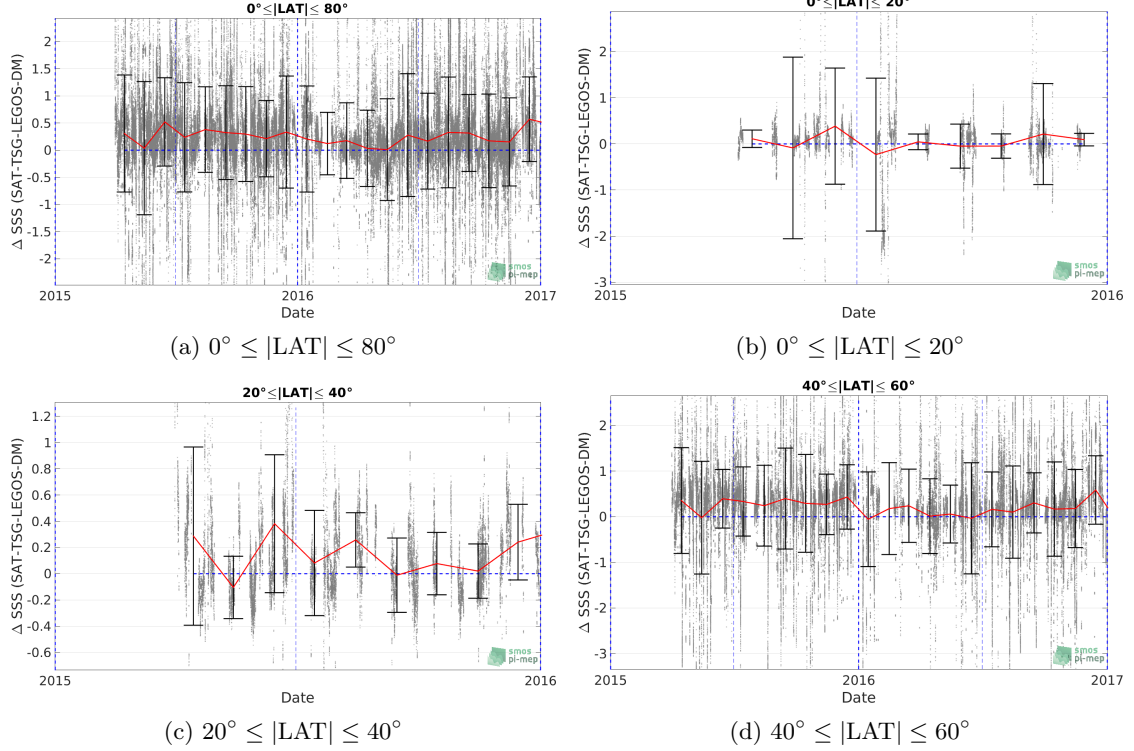 0°≤|LAT|≤ 80°
Δ SSS (SAT-TSG-LEGOS-DM)
2
1.5
1
0.5
0
-0.5
-1
-1.5
-2
smos
pi-mep
2015
2016
2017
Date
(a) 0° ≤ |LAT| ≤ 80°
0°≤|LAT|≤ 20°
Δ SSS (SAT-TSG-LEGOS-DM)
2
1
0
-1
-2
-3
smos
pi-mep
2015
2016
Date
(b) 0° ≤ |LAT| ≤ 20°
20°≤|LAT|≤ 40°
Δ SSS (SAT-TSG-LEGOS-DM)
1.2
1
0.8
0.6
0.4
0.2
0
-0.2
-0.4
-0.6
smos
pi-mep
2015
2016
Date
(c) 20° ≤ |LAT| ≤ 40°
40°≤|LAT|≤ 60°
Δ SSS (SAT-TSG-LEGOS-DM)
2
1
0
-1
-2
-3
smos
pi-mep
2015
2016
2017
Date
(d) 40° ≤ |LAT| ≤ 60°